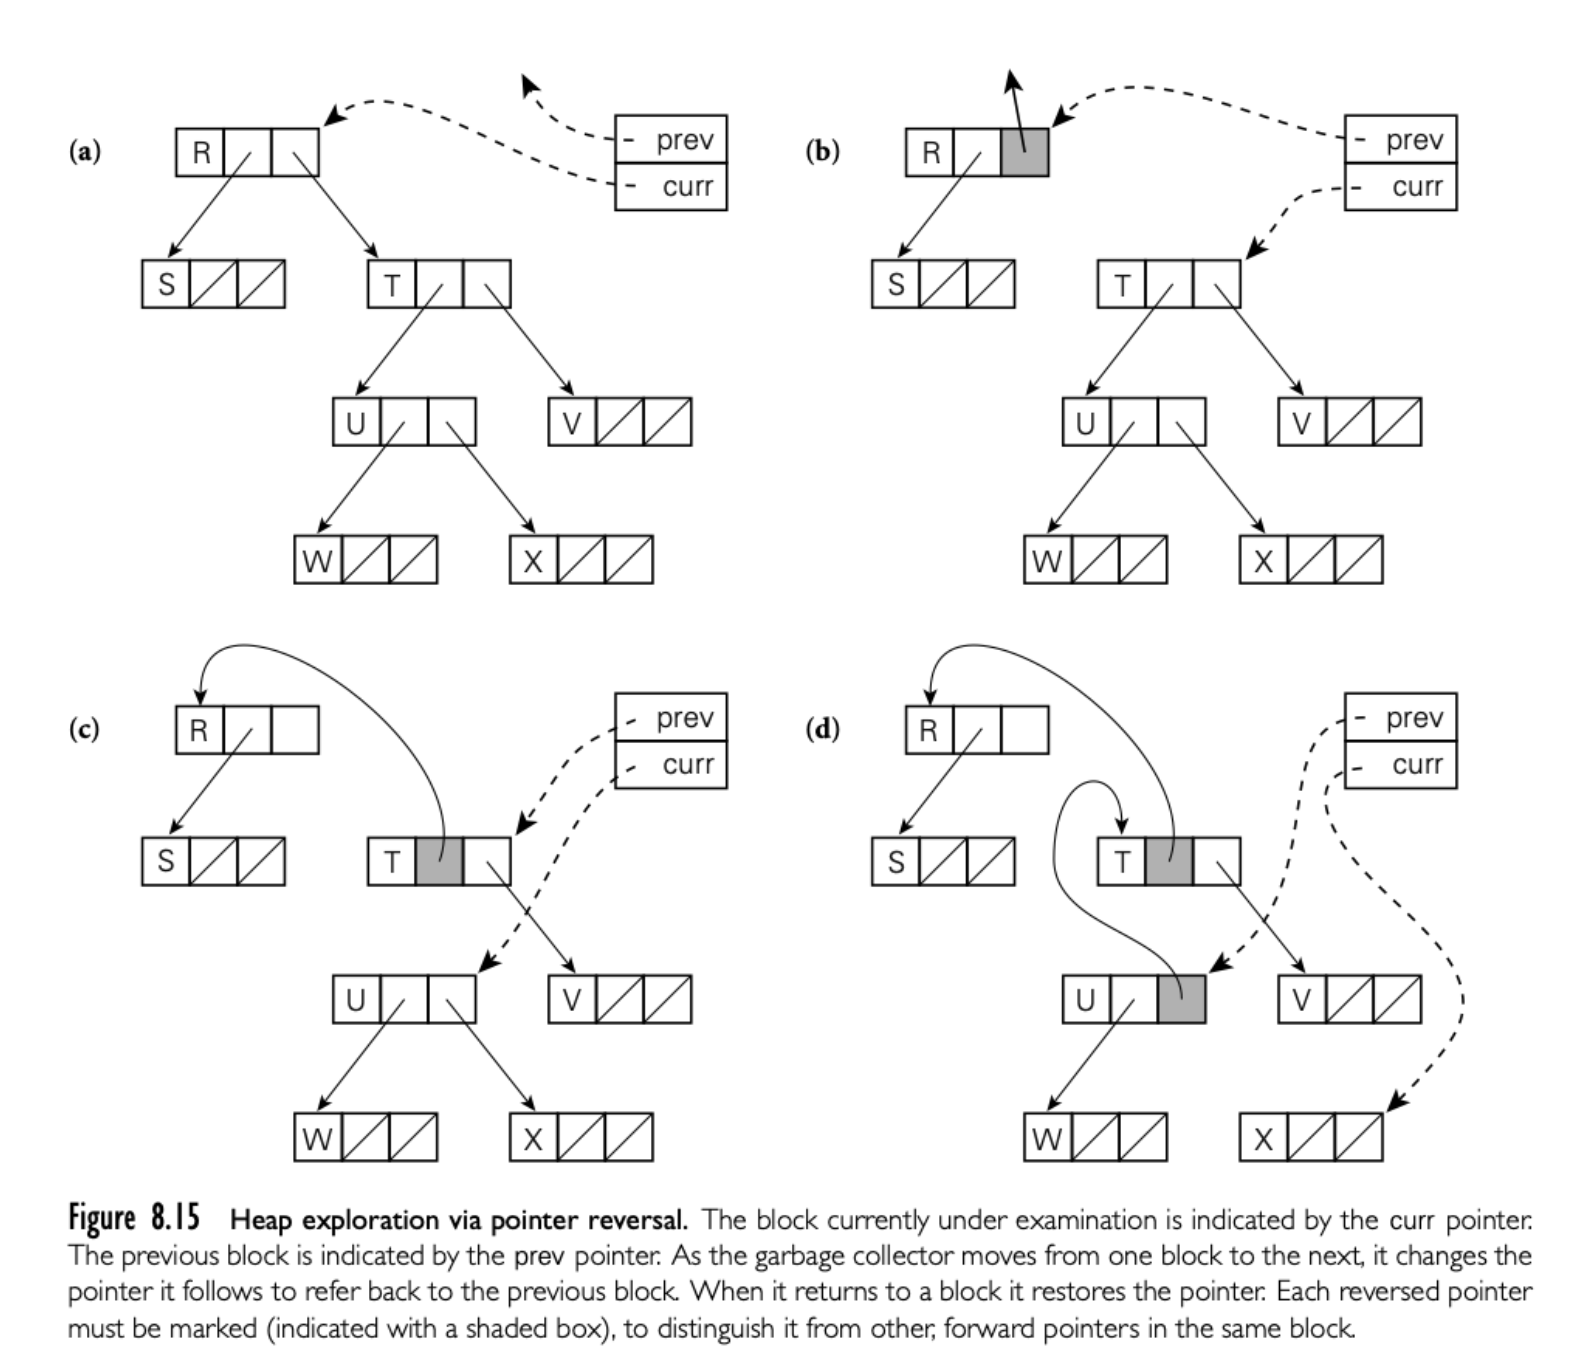 (a) R prev (b) R prev
curr curr
S T S T
U V U V
W X W X
(c) R prev (d) R prev
curr curr
S T S T
U V U V
W X W X
Figure 8.15 Heap exploration via pointer reversal. The block currently under examination is indicated by the curr pointer.
The previous block is indicated by the prev pointer. As the garbage collector moves from one block to the next, it changes the
pointer it follows to refer back to the previous block. When it returns to a block it restores the pointer. Each reversed pointer
must be marked (indicated with a shaded box), to distinguish it from other, forward pointers in the same block.